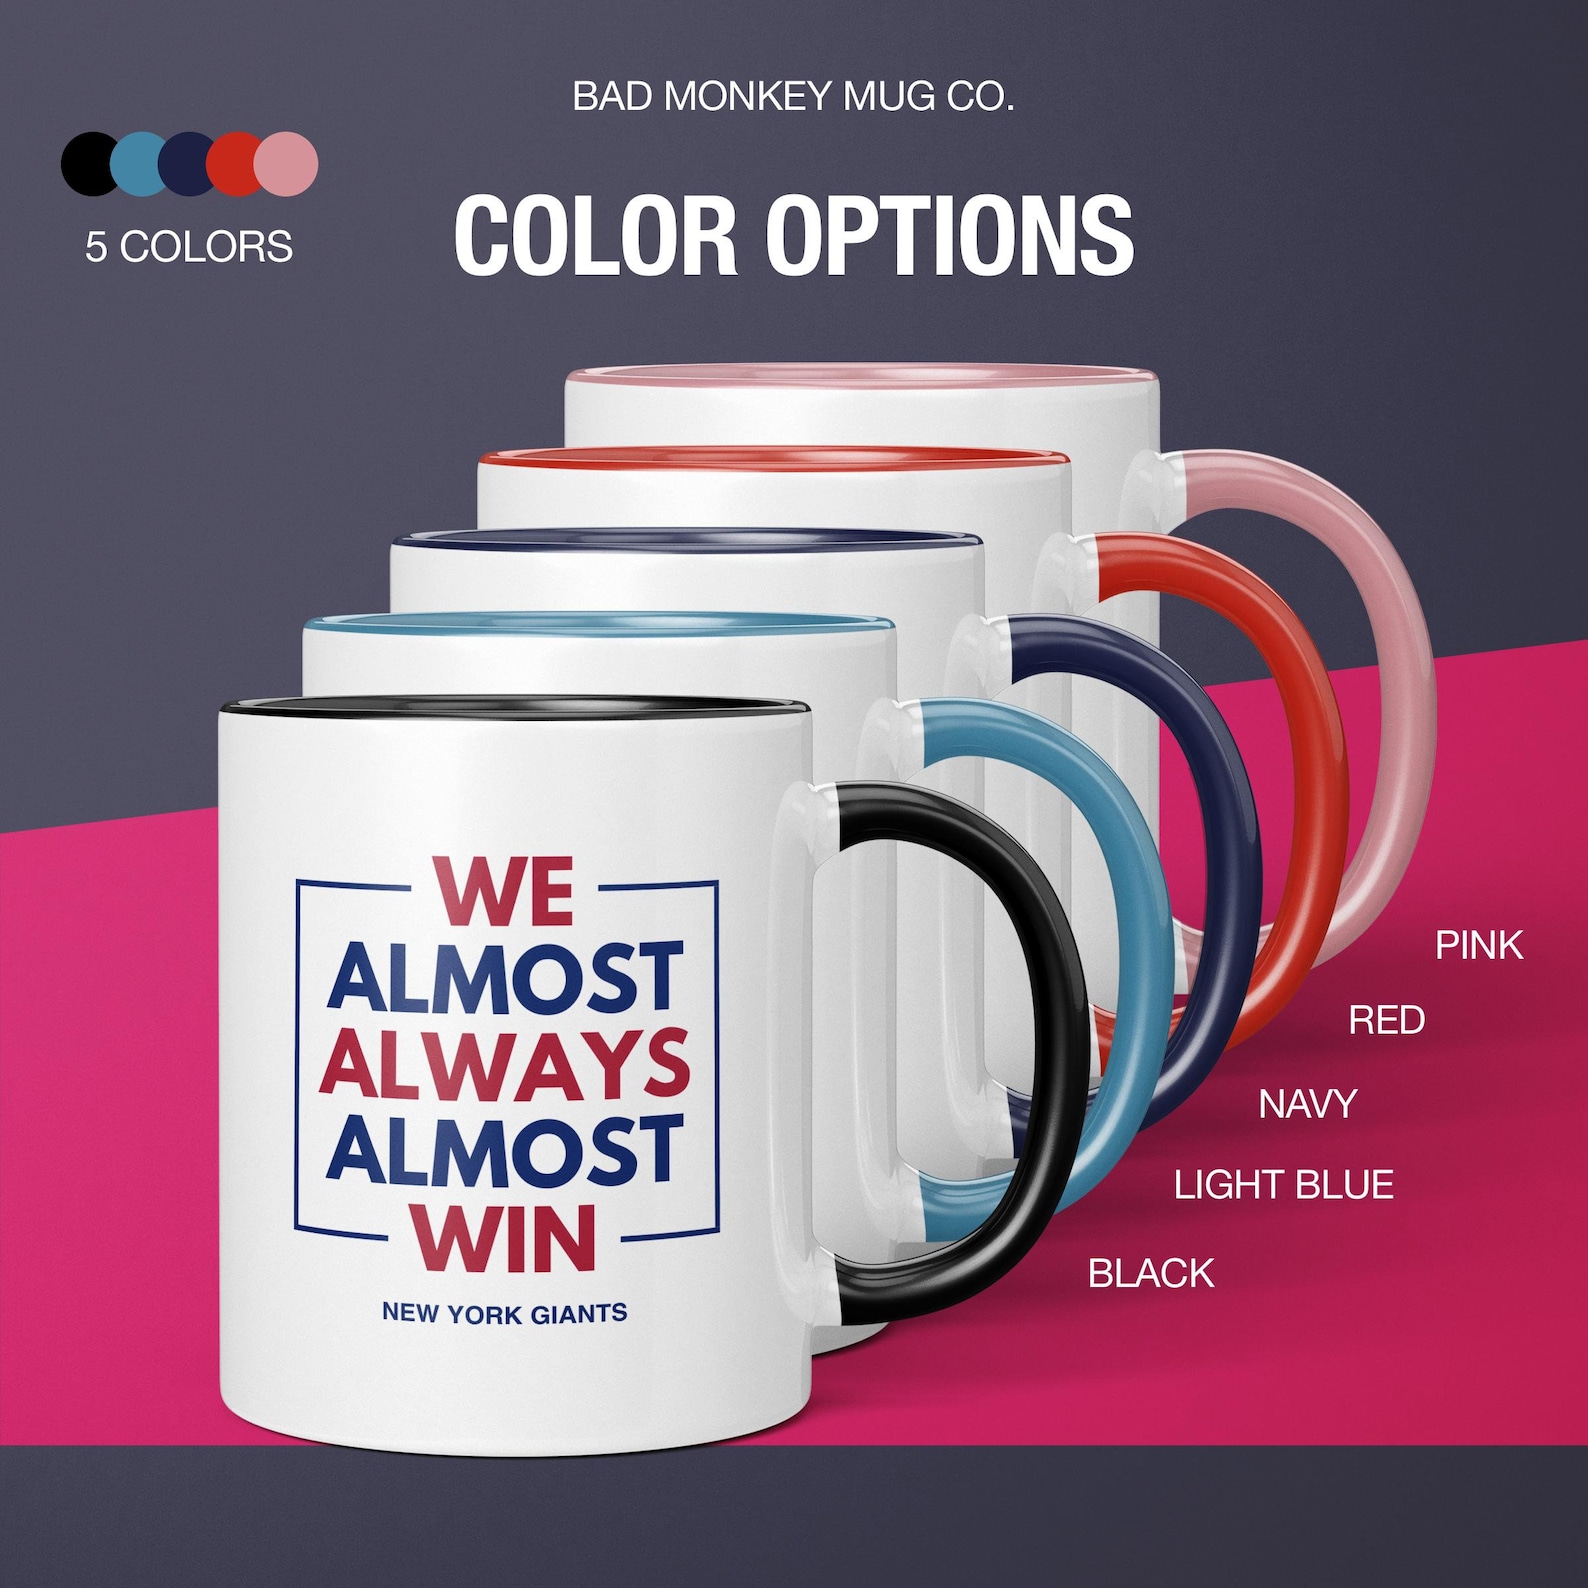 BAD MONKEY MUG CO.
5 COLORS
COLOR OPTIONS
WE
ALMOST
ALWAYS
ALMOST
WIN
NEW YORK GIANTS
PINK
RED
NAVY
LIGHT BLUE
BLACK